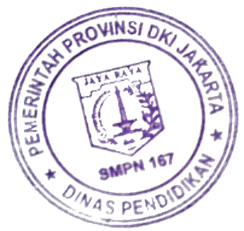 PEMERINTAH PROVINSI DKI JAKARTA
JAYA RAYA
SMPN 167
DINAS PENDIDIKAN